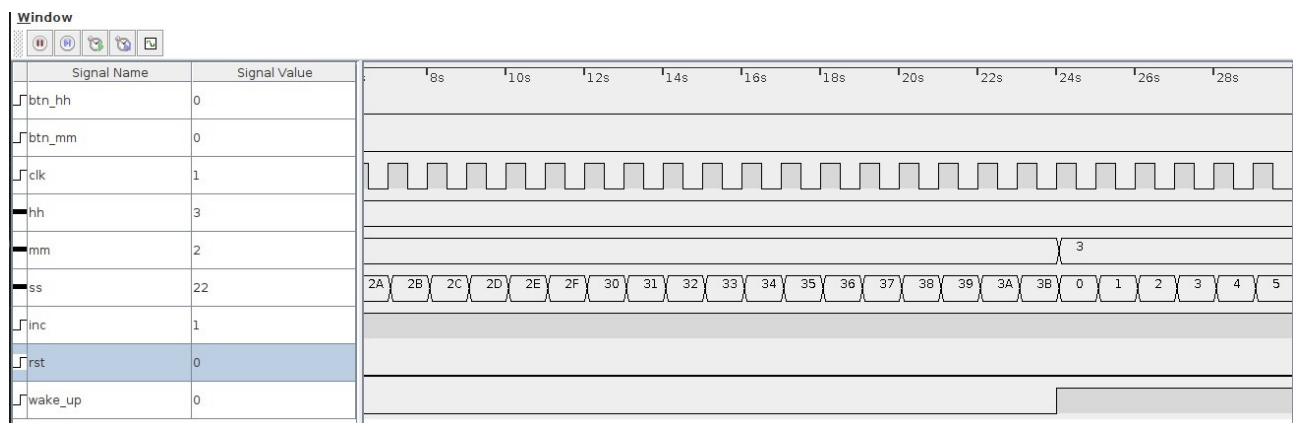 Window
Signal Name Signal Value 8s 10s 12s 14s 16s 18s 20s 22s 24s 26s 28s
btn_hh 0
btn_mm 0
clk 1
hh 3
mm 2 3
ss 22 2A 2B 2C 2D 2E 2F 30 31 32 33 34 35 36 37 38 39 3A 3B 0 1 2 3 4 5
inc 1
rst 0
wake_up 0